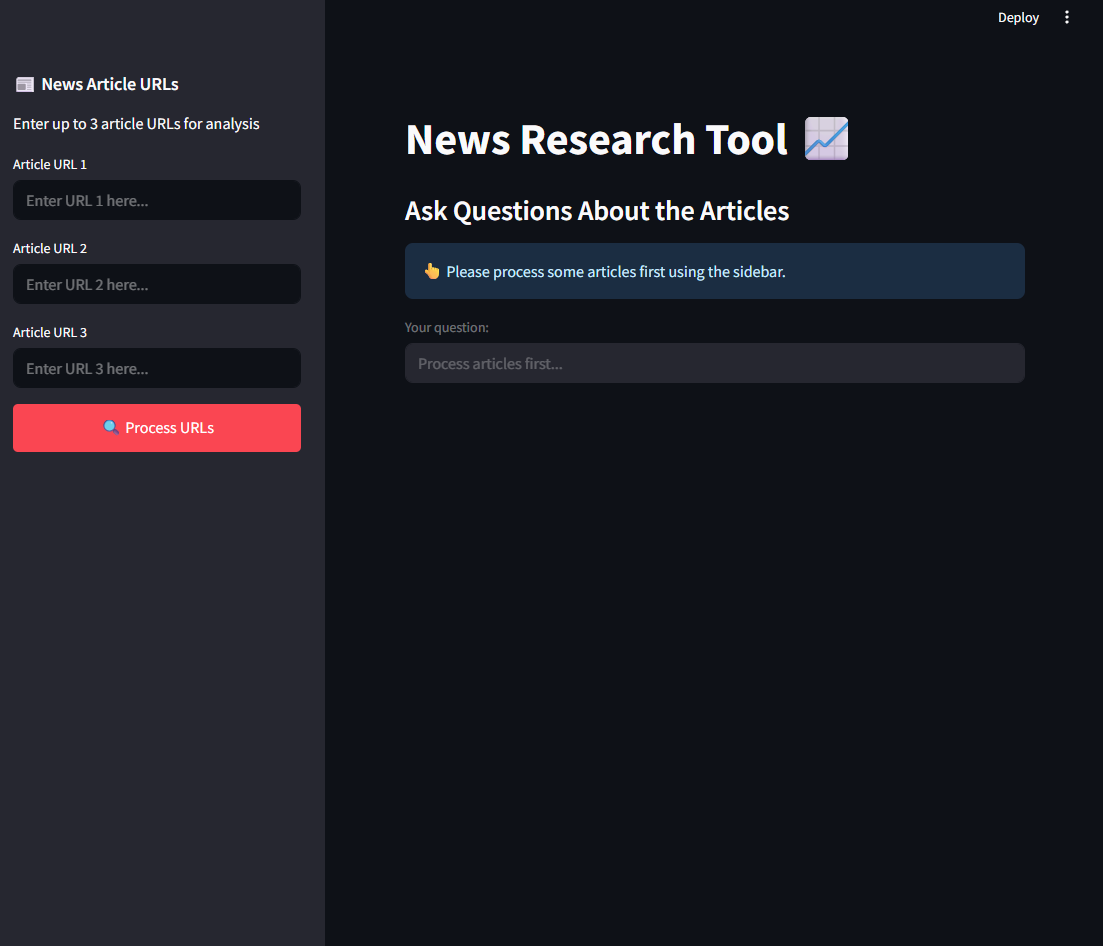 Deploy
News Article URLs
Enter up to 3 article URLs for analysis
Article URL 1
Enter URL 1 here...
Article URL 2
Enter URL 2 here...
Article URL 3
Enter URL 3 here...
Process URLs
News Research Tool
Ask Questions About the Articles
Please process some articles first using the sidebar.
Your question:
Process articles first...